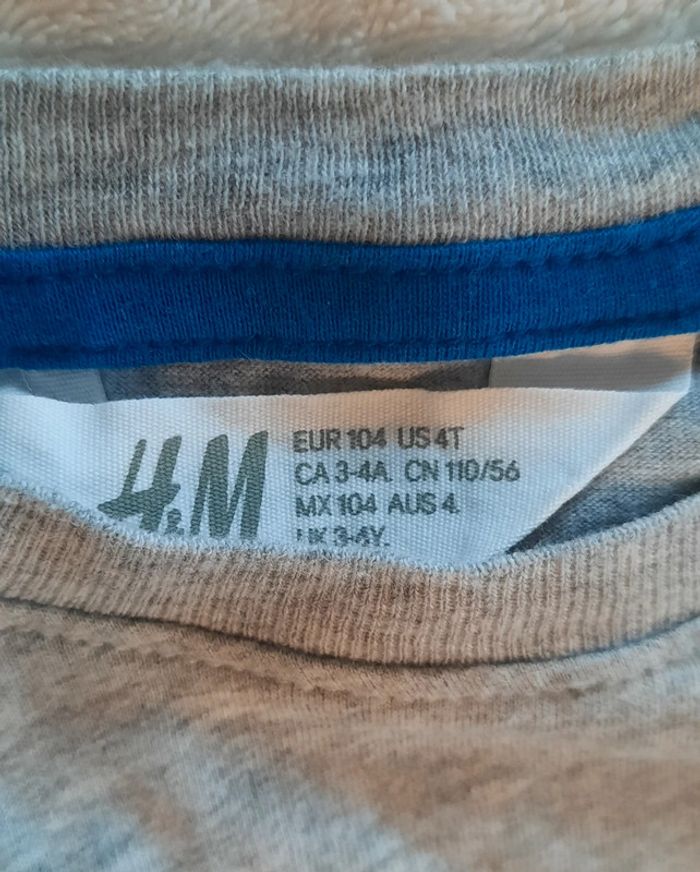 H&M
EUR 104 US 4T
CA 3-4A. CN 110/56
MX 104 AUS 4.
UK 3-4Y.